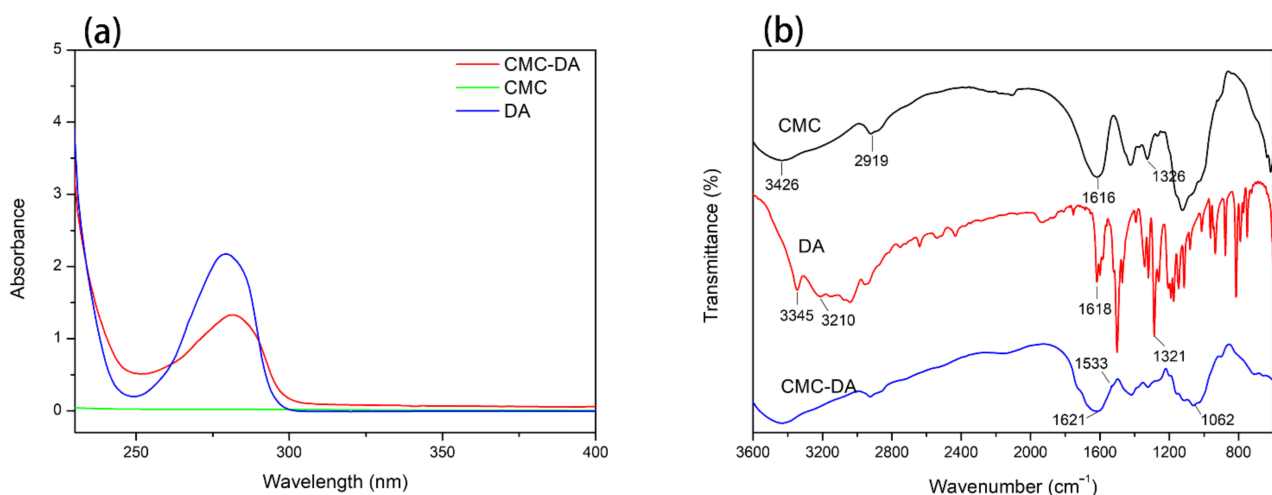 (a)
5
4
3
2
1
0
Absorbance
250
300
350
400
Wavelength (nm)
CMC-DA
CMC
DA
(b)
Transmittance (%)
CMC
3426
2919
1616
1326
DA
3345
3210
1618
1321
CMC-DA
1533
1621
1062
3600
3200
2800
2400
2000
1600
1200
800
Wavenumber (cm⁻¹)